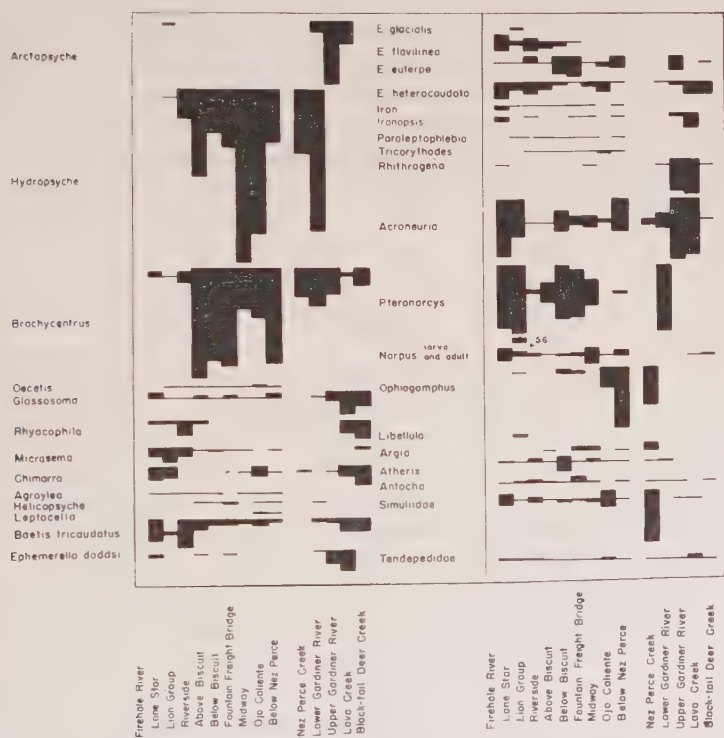 Arctopsyche
Hydropsyche
Brachycentrus
Oecetis
Glossosoma
Rhyacophila
Micrasema
Chimarra
Agraylea
Helicopsyche
Leptocella
Baetis tricaudatus
Ephemerella doddsi
E glacialis
E flavilinea
E euterpe
E heterocaudata
Iron
Ironopsis
Paraleptophlebia
Tricorythodes
Rhithrogena
Acroneuria
Pteronarcys
56
Narpus larva and adult
Ophiogomphus
Libellula
Argia
Atherix
Antocha
Simuliidae
Tendepedidae
Firehole River
Lone Star
Lion Group
Riverside
Above Biscuit
Below Biscuit
Fountain Freight Bridge
Midway
Ojo Caliente
Below Nez Perce
Nez Perce Creek
Lower Gardiner River
Upper Gardiner River
Lava Creek
Black-tail Deer Creek
Firehole River
Lone Star
Lion Group
Riverside
Above Biscuit
Below Biscuit
Fountain Freight Bridge
Midway
Ojo Caliente
Below Nez Perce
Nez Perce Creek
Lower Gardiner River
Upper Gardiner River
Lava Creek
Black-tail Deer Creek